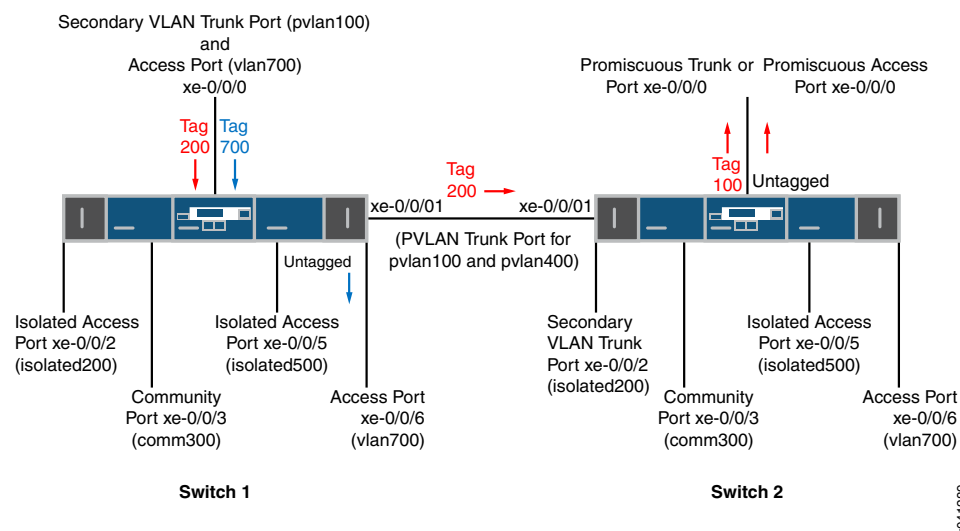 Secondary VLAN Trunk Port (pvlan100)
and
Access Port (vlan700)
xe-0/0/0
Promiscuous Trunk or
Port xe-0/0/0
Promiscuous Access
Port xe-0/0/0
Tag
200
Tag
700
Tag
200
Tag
100
Untagged
xe-0/0/01
xe-0/0/01
(PVLAN Trunk Port for
pvlan100 and pvlan400)
Untagged
Isolated Access
Port xe-0/0/2
(isolated200)
Isolated Access
Port xe-0/0/5
(isolated500)
Secondary
VLAN Trunk
Port xe-0/0/2
(isolated200)
Isolated Access
Port xe-0/0/5
(isolated500)
Community
Port xe-0/0/3
(comm300)
Access Port
xe-0/0/6
(vlan700)
Community
Port xe-0/0/3
(comm300)
Access Port
xe-0/0/6
(vlan700)
Switch 1
Switch 2